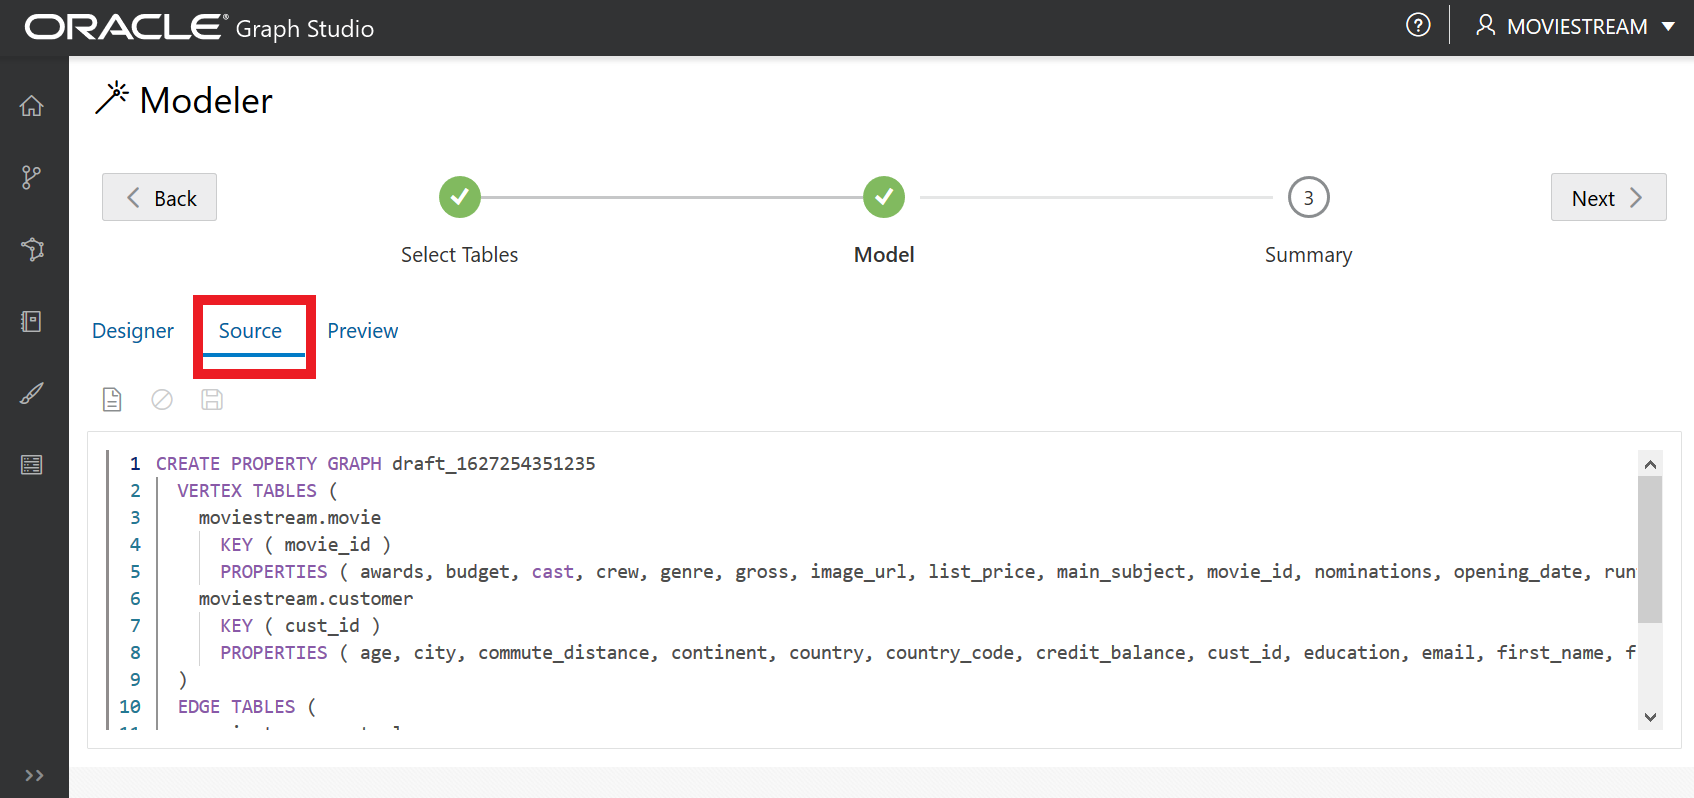 ORACLE® Graph Studio
MOVIESTREAM
Modeler
Back
Next
3
Select Tables
Model
Summary
Designer
Source
Preview
1 CREATE PROPERTY GRAPH draft_1627254351235
2 VERTEX TABLES (
3 moviestream.movie
4 KEY ( movie_id )
5 PROPERTIES ( awards, budget, cast, crew, genre, gross, image_url, list_price, main_subject, movie_id, nominations, opening_date, run
6 moviestream.customer
7 KEY ( cust_id )
8 PROPERTIES ( age, city, commute_distance, continent, country, country_code, credit_balance, cust_id, education, email, first_name, f
9 )
10 EDGE TABLES (